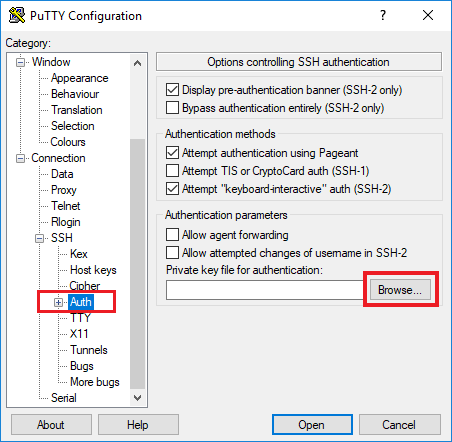 PuTTY Configuration
?
Category:
Window
Appearance
Behaviour
Translation
Selection
Colours
Connection
Data
Proxy
Telnet
Rlogin
SSH
Kex
Host keys
Cipher
Auth
TTY
X11
Tunnels
Bugs
More bugs
Serial
Options controlling SSH authentication
Display pre-authentication banner (SSH-2 only)
Bypass authentication entirely (SSH-2 only)
Authentication methods
Attempt authentication using Pageant
Attempt TIS or CryptoCard auth (SSH-1)
Attempt "keyboard-interactive" auth (SSH-2)
Authentication parameters
Allow agent forwarding
Allow attempted changes of username in SSH-2
Private key file for authentication:
Browse...
About
Help
Open
Cancel